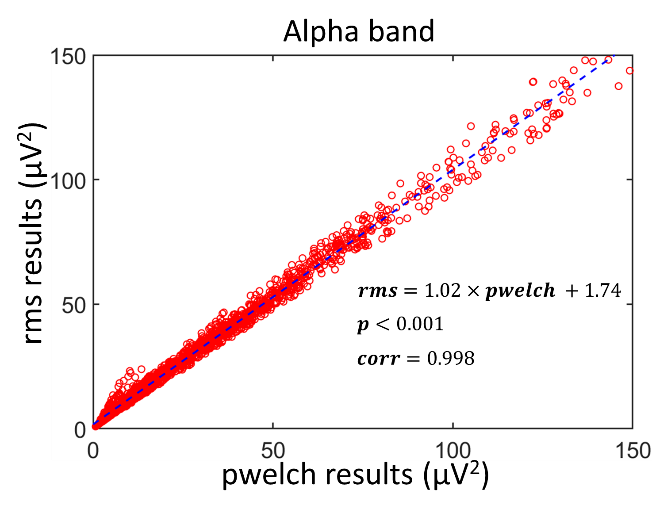 Alpha band
150
100
50
0
rms results (µV²)
rms = 1.02 × pwelch + 1.74
p < 0.001
corr = 0.998
0 50 100 150
pwelch results (µV²)